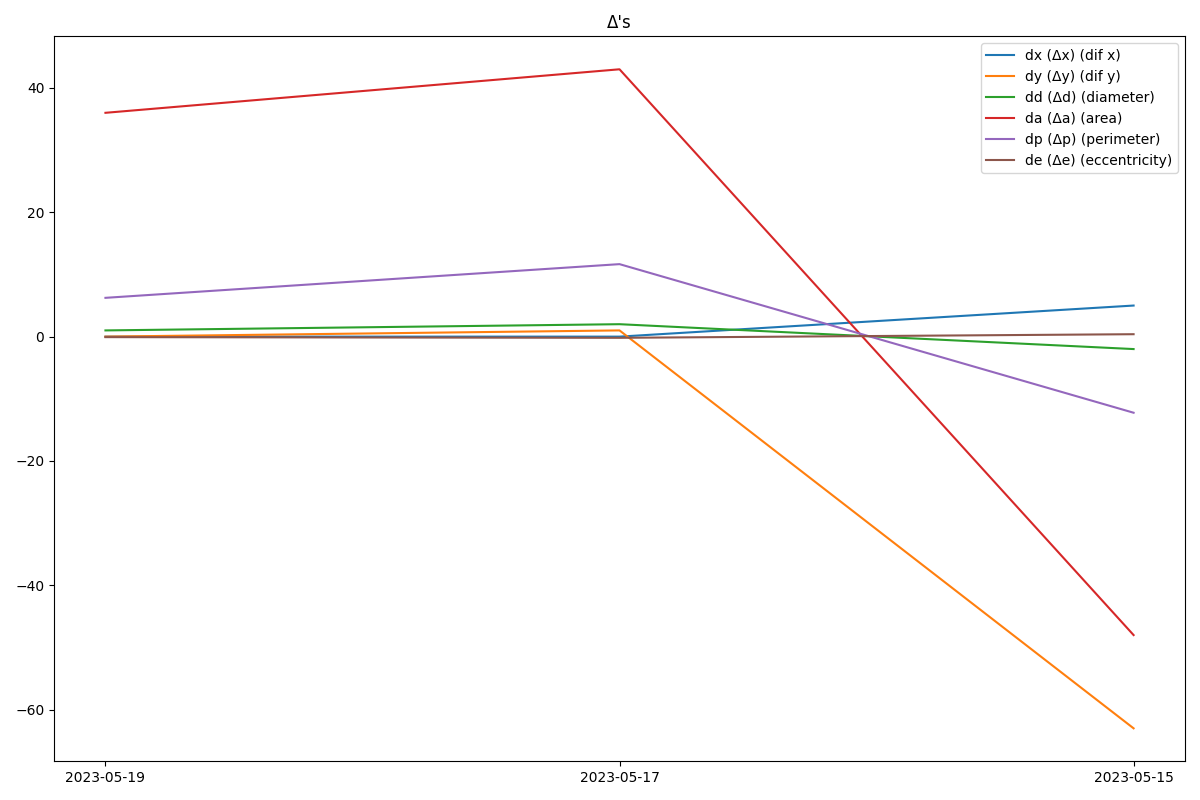 Δ's
dx (Δx) (dif x)
dy (Δy) (dif y)
dd (Δd) (diameter)
da (Δa) (area)
dp (Δp) (perimeter)
de (Δe) (eccentricity)
40
20
0
−20
−40
−60
2023-05-19 2023-05-17 2023-05-15